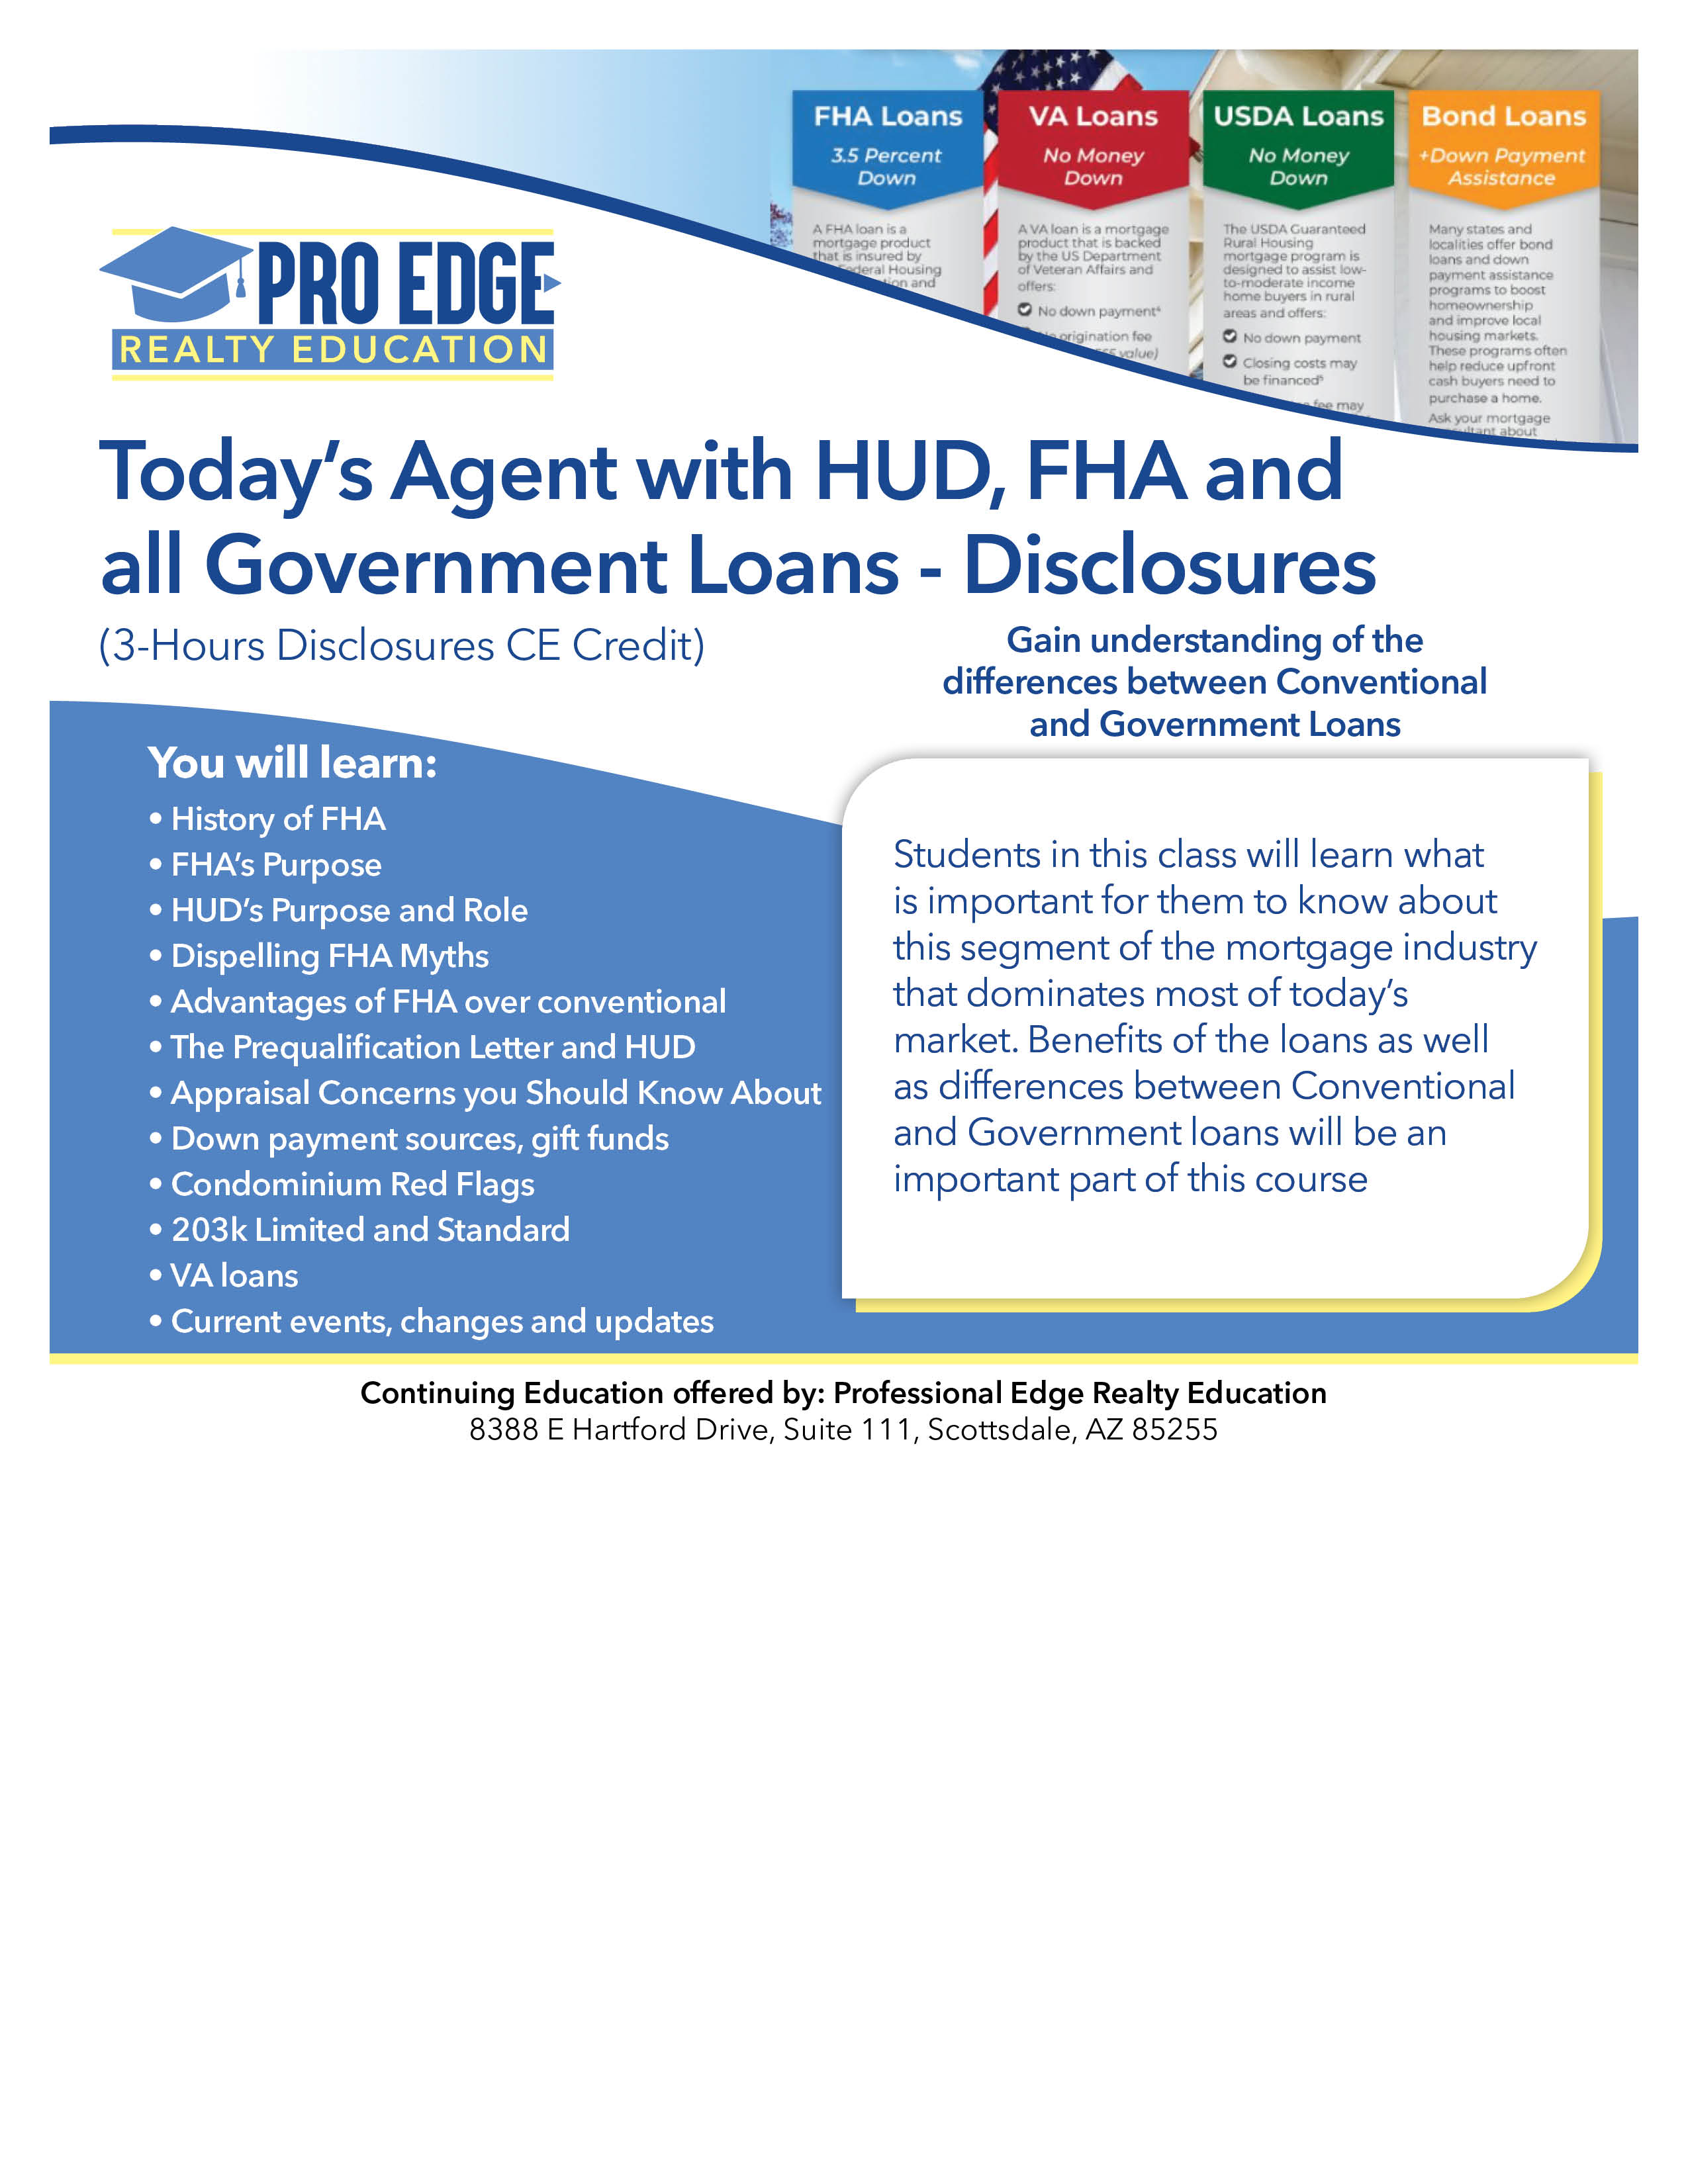 FHA Loans
3.5 Percent
Down
A FHA loan is a
mortgage product
that is insured by
Federal Housing
and
VA Loans
No Money
Down
A VA loan is a mortgage
product that is backed
by the US Department
of Veteran Affairs and
offers:
No down payment⁴
origination fee
value)
USDA Loans
No Money
Down
The USDA Guaranteed
Rural Housing
mortgage program is
designed to assist low-
to-moderate income
home buyers in rural
areas and offers:
No down payment
Closing costs may
be financed⁵
fee may
Bond Loans
+Down Payment
Assistance
Many states and
localities offer bond
loans and down
payment assistance
programs to boost
homeownership
and improve local
housing markets.
These programs often
help reduce upfront
cash buyers need to
purchase a home.
Ask your mortgage
about
PRO EDGE
REALTY EDUCATION
Today’s Agent with HUD, FHA and
all Government Loans - Disclosures
(3-Hours Disclosures CE Credit)
Gain understanding of the
differences between Conventional
and Government Loans
You will learn:
• History of FHA
• FHA’s Purpose
• HUD’s Purpose and Role
• Dispelling FHA Myths
• Advantages of FHA over conventional
• The Prequalification Letter and HUD
• Appraisal Concerns you Should Know About
• Down payment sources, gift funds
• Condominium Red Flags
• 203k Limited and Standard
• VA loans
• Current events, changes and updates
Students in this class will learn what
is important for them to know about
this segment of the mortgage industry
that dominates most of today’s
market. Benefits of the loans as well
as differences between Conventional
and Government loans will be an
important part of this course
Continuing Education offered by: Professional Edge Realty Education
8388 E Hartford Drive, Suite 111, Scottsdale, AZ 85255